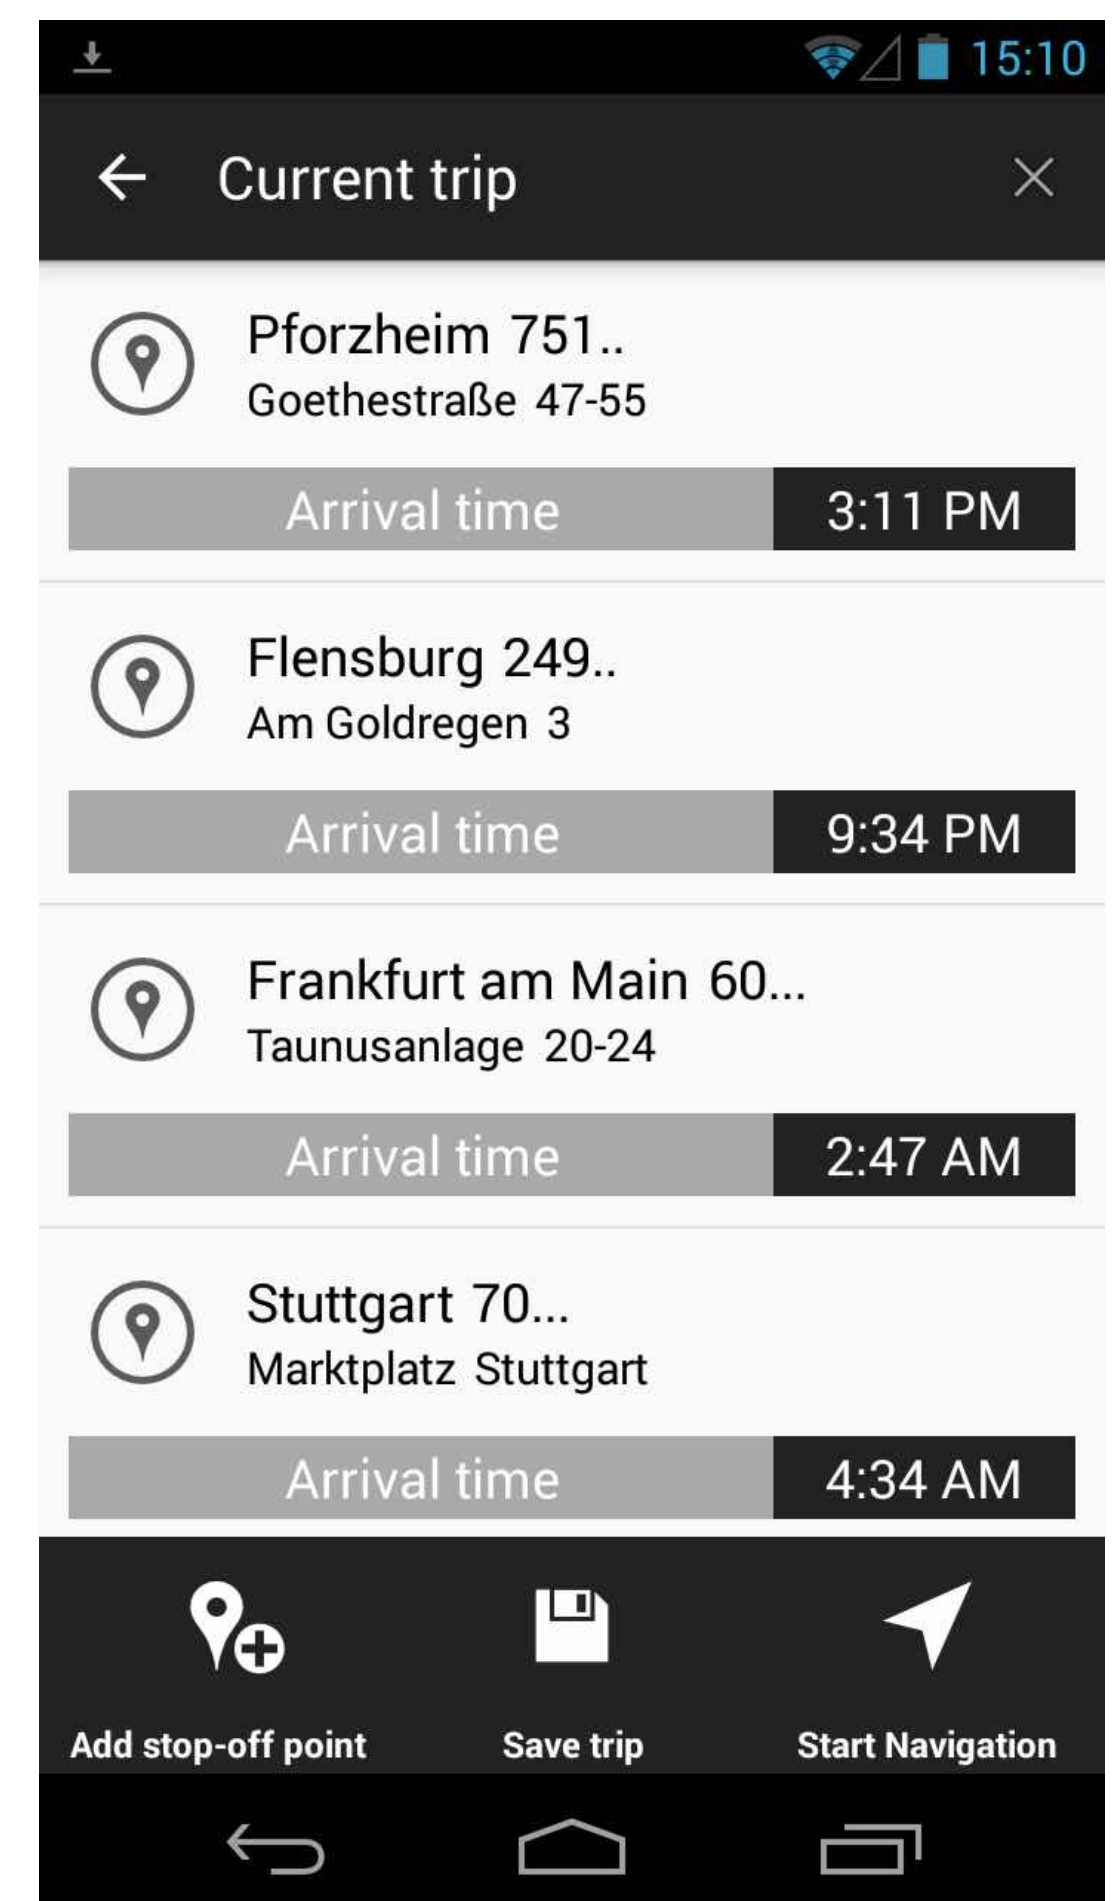 15:10
Current trip
Pforzheim 751..
Goethestraße 47-55
Arrival time 3:11 PM
Flensburg 249..
Am Goldregen 3
Arrival time 9:34 PM
Frankfurt am Main 60...
Taunusanlage 20-24
Arrival time 2:47 AM
Stuttgart 70...
Marktplatz Stuttgart
Arrival time 4:34 AM
Add stop-off point Save trip Start Navigation